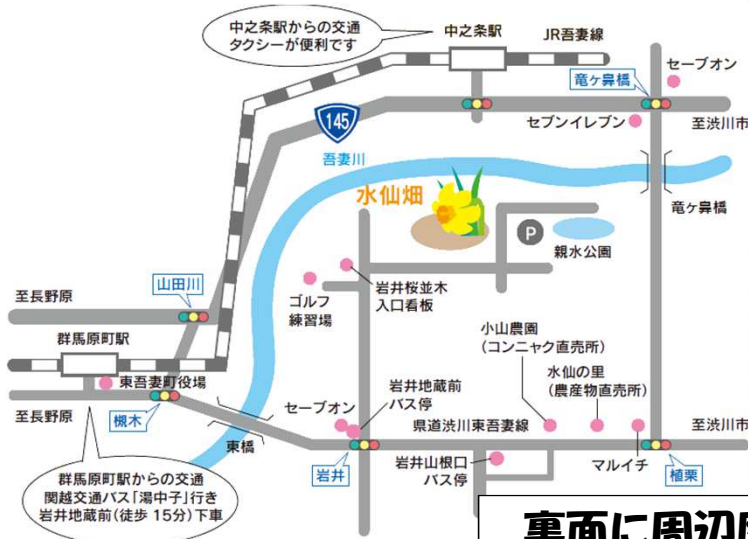 中之条駅からの交通
タクシーが便利です
中之条駅
JR吾妻線
セーブオン
竜ヶ鼻橋
145
セブンイレブン
至渋川市
吾妻川
水仙畑
竜ヶ鼻橋
P
親水公園
山田川
至長野原
ゴルフ
練習場
岩井桜並木
入口看板
群馬原町駅
小山農園
(コンニャク直売所)
水仙の里
(農産物直売所)
東吾妻町役場
岩井地蔵前
バス停
セーブオン
県道渋川東吾妻線
至長野原
槻木
東橋
至渋川市
岩井
岩井山根口
バス停
マルイチ
植栗
群馬原町駅からの交通
関越交通バス「湯中子」行き
岩井地蔵前(徒歩 15分)下車
裏面に周辺